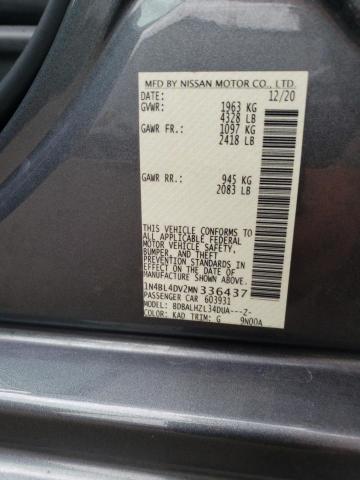 MFD BY NISSAN MOTOR CO., LTD.
DATE: 12/20
GVWR: 1963 KG
4328 LB
GAWR FR.: 1097 KG
2418 LB
GAWR RR.: 945 KG
2083 LB
THIS VEHICLE CONFORMS TO
ALL APPLICABLE FEDERAL
MOTOR VEHICLE SAFETY,
BUMPER, AND THEFT
PREVENTION STANDARDS IN
EFFECT ON THE DATE OF
MANUFACTURE SHOWN ABOVE.
1N4BL4DV2MN336437
PASSENGER CAR 603931
MODEL: BDBALHZL34DUA---Z-
COLOR: KAD TRIM: G 9N00A